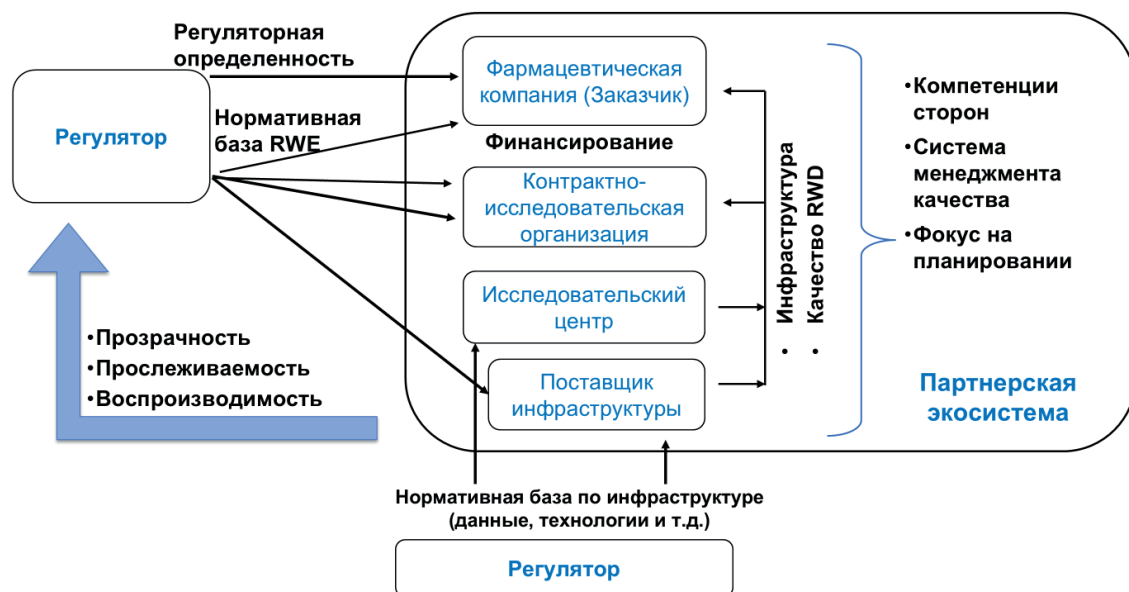 Регуляторная
определенность
Регулятор
Нормативная
база RWE
Фармацевтическая
компания (Заказчик)
Финансирование
Контрактно-
исследовательская
организация
Исследовательский
центр
Поставщик
инфраструктуры
• Инфраструктура
• Качество RWD
•Компетенции
сторон
•Система
менеджмента
качества
•Фокус на
планировании
Партнерская
экосистема
•Прозрачность
•Прослеживаемость
•Воспроизводимость
Нормативная база по инфраструктуре
(данные, технологии и т.д.)
Регулятор